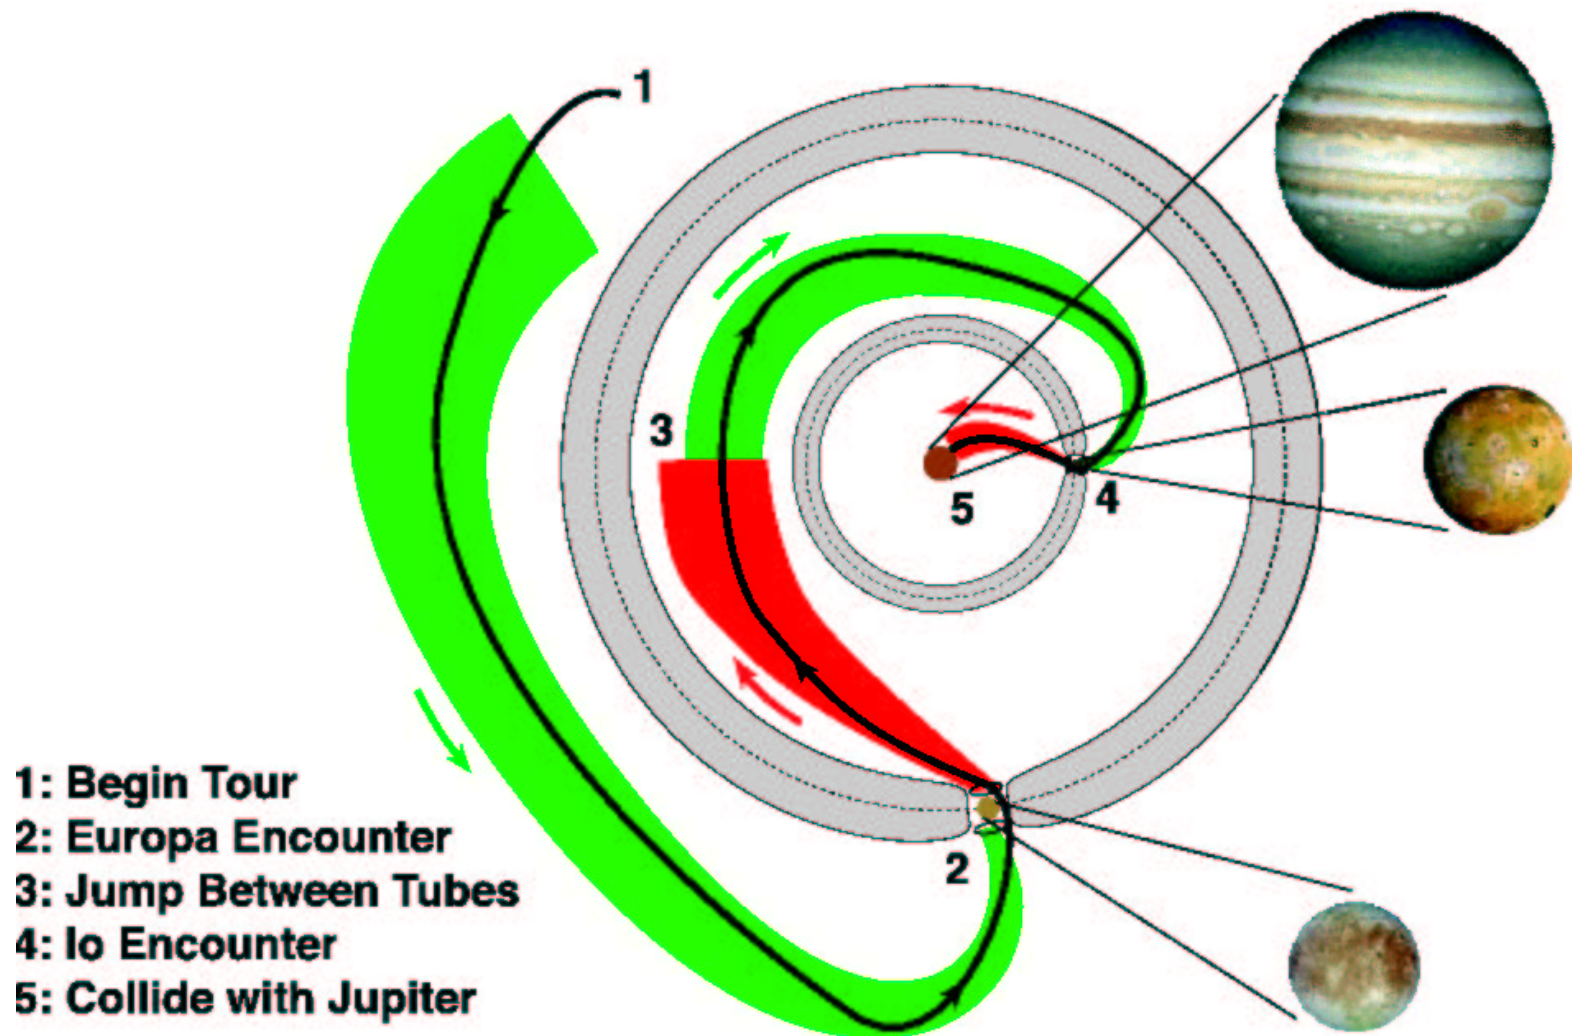 1
3
4
5
2
1: Begin Tour
2: Europa Encounter
3: Jump Between Tubes
4: Io Encounter
5: Collide with Jupiter